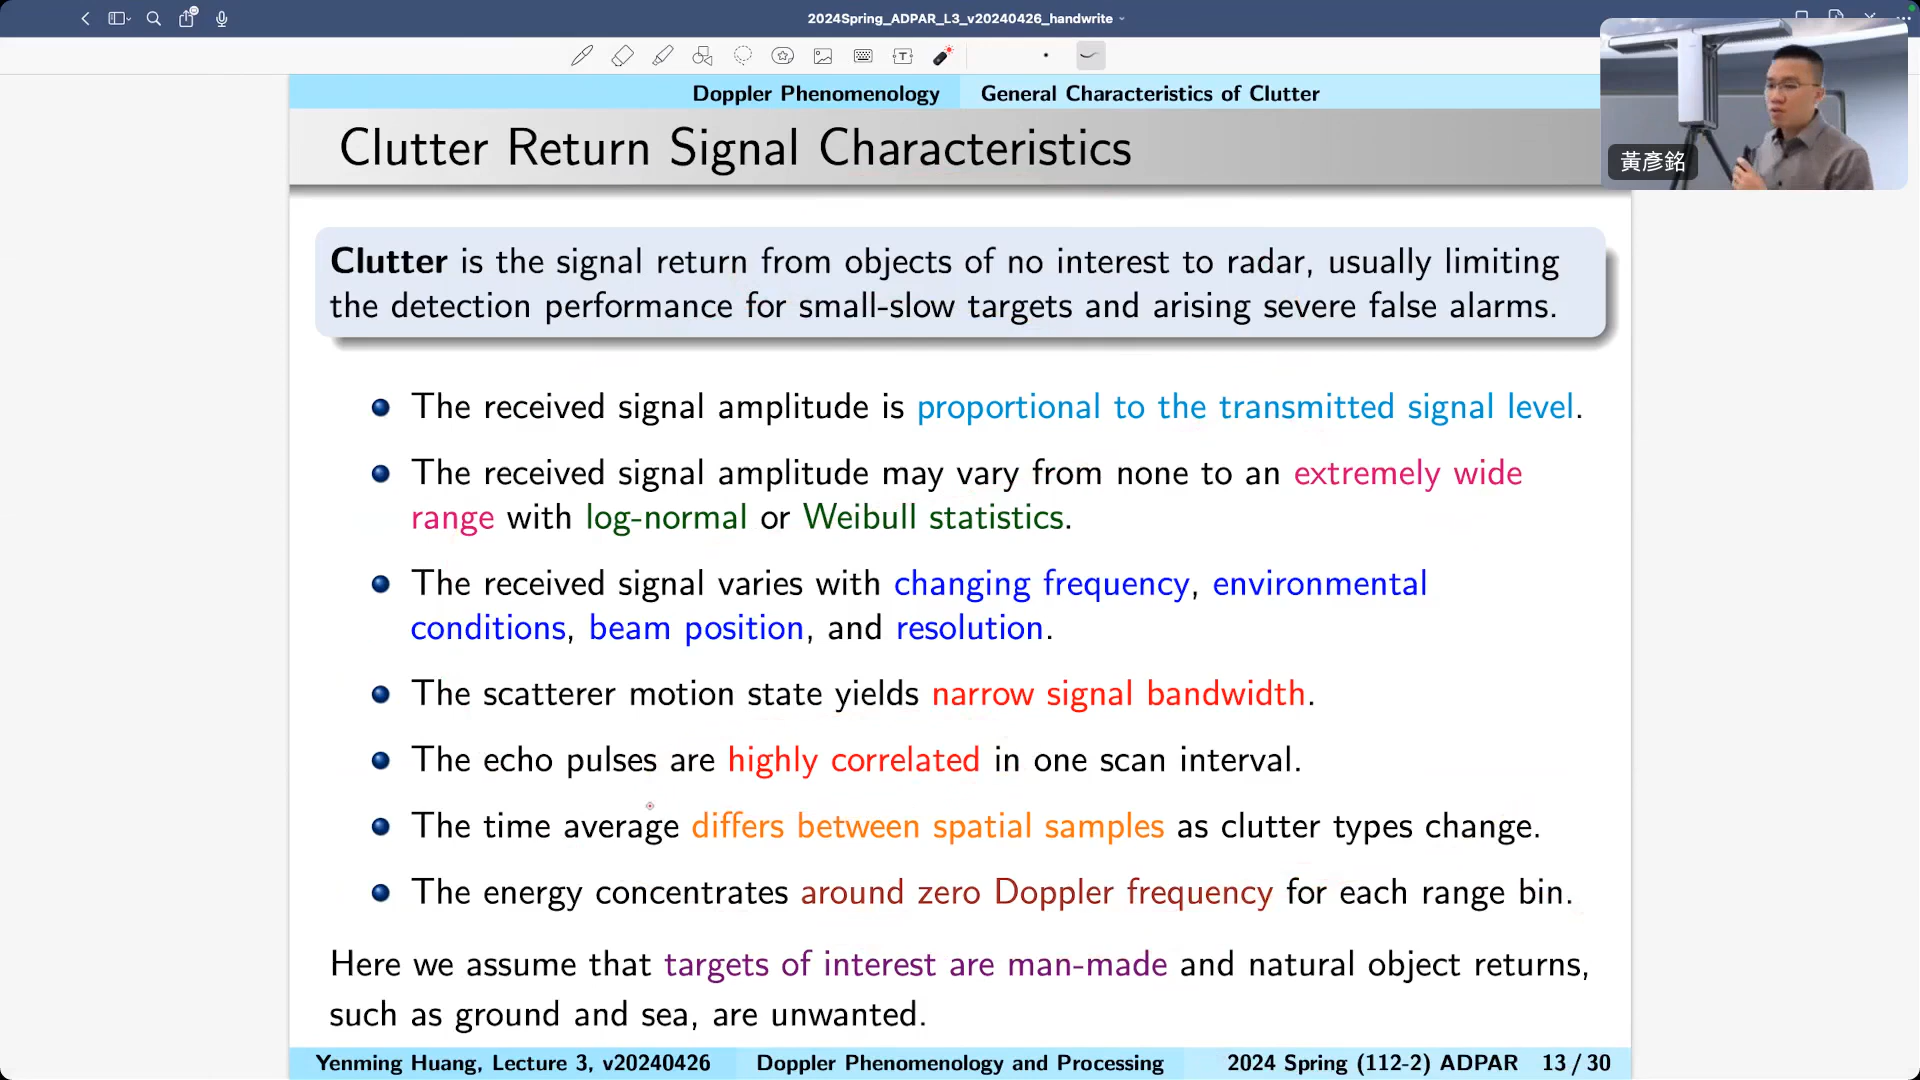 2024Spring_ADPAR_L3_v20240426_handwrite
Doppler Phenomenology General Characteristics of Clutter
Clutter Return Signal Characteristics
黃彥銘
Clutter is the signal return from objects of no interest to radar, usually limiting
the detection performance for small-slow targets and arising severe false alarms.
The received signal amplitude is proportional to the transmitted signal level.
The received signal amplitude may vary from none to an extremely wide
range with log-normal or Weibull statistics.
The received signal varies with changing frequency, environmental
conditions, beam position, and resolution.
The scatterer motion state yields narrow signal bandwidth.
The echo pulses are highly correlated in one scan interval.
The time average differs between spatial samples as clutter types change.
The energy concentrates around zero Doppler frequency for each range bin.
Here we assume that targets of interest are man-made and natural object returns,
such as ground and sea, are unwanted.
Yenming Huang, Lecture 3, v20240426 Doppler Phenomenology and Processing 2024 Spring (112-2) ADPAR 13 / 30